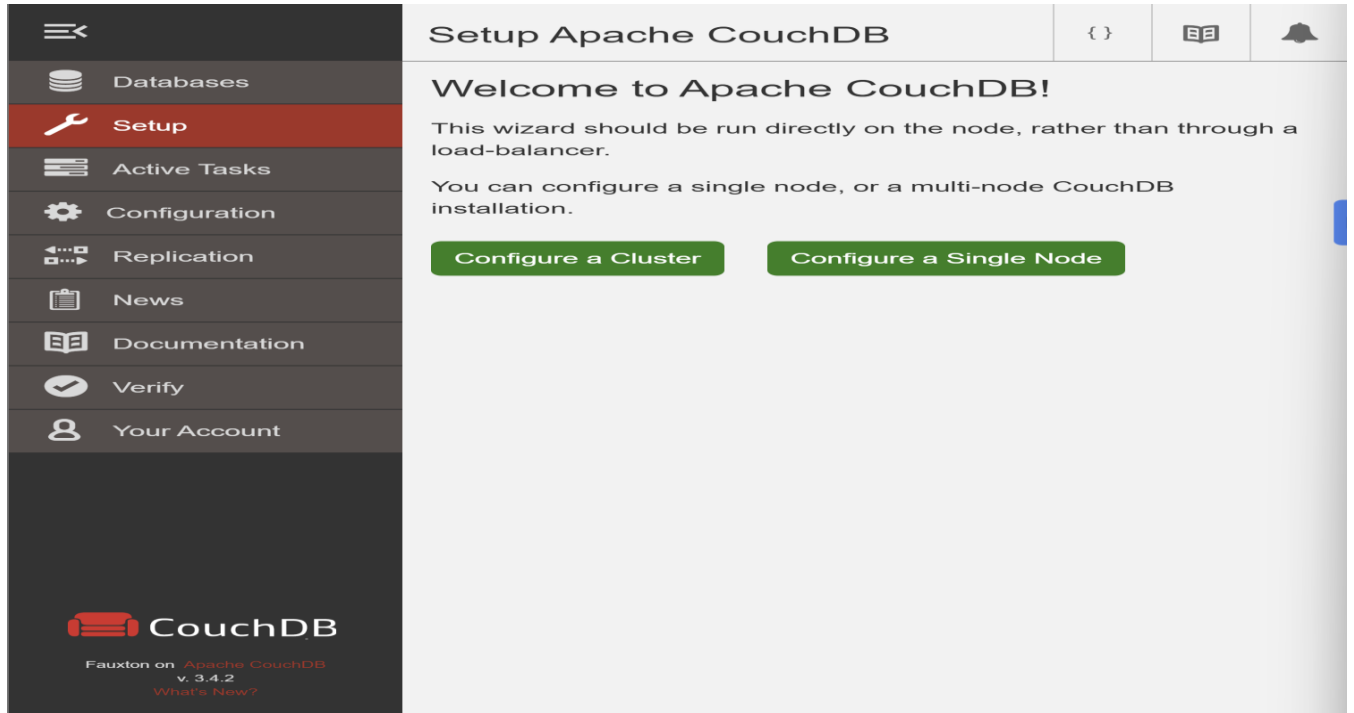 Databases
Setup
Active Tasks
Configuration
Replication
News
Documentation
Verify
Your Account
CouchDB
Fauxton on Apache CouchDB
v. 3.4.2
What's New?
Setup Apache CouchDB
{ }
Welcome to Apache CouchDB!
This wizard should be run directly on the node, rather than through a
load-balancer.
You can configure a single node, or a multi-node CouchDB
installation.
Configure a Cluster
Configure a Single Node